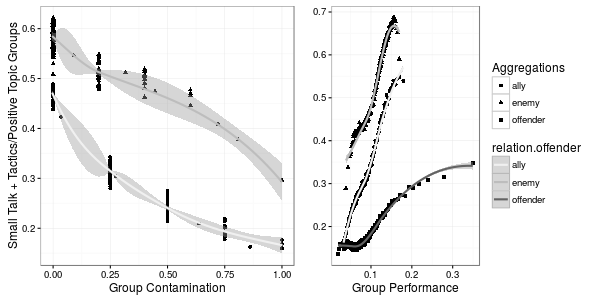 Small Talk + Tactics/Positive Topic Groups
0.6
0.5
0.4
0.3
0.2
0.00 0.25 0.50 0.75 1.00
Group Contamination
0.7
0.6
0.5
0.4
0.3
0.2
0.1 0.2 0.3
Group Performance
Aggregations
ally
enemy
offender
relation.offender
ally
enemy
offender